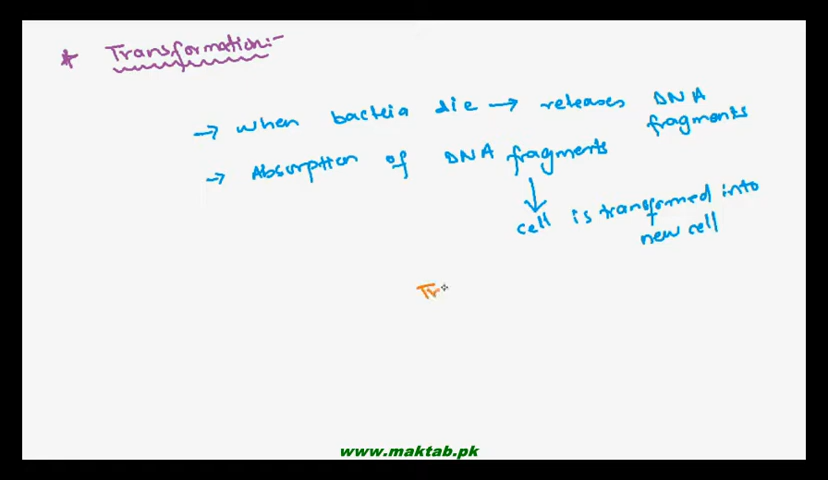 * Transformation:-
→ When bacteia die → releases DNA fragments
→ Absorption of DNA fragments
↓
cell is transformed into new cell
Tr
www.maktab.pk